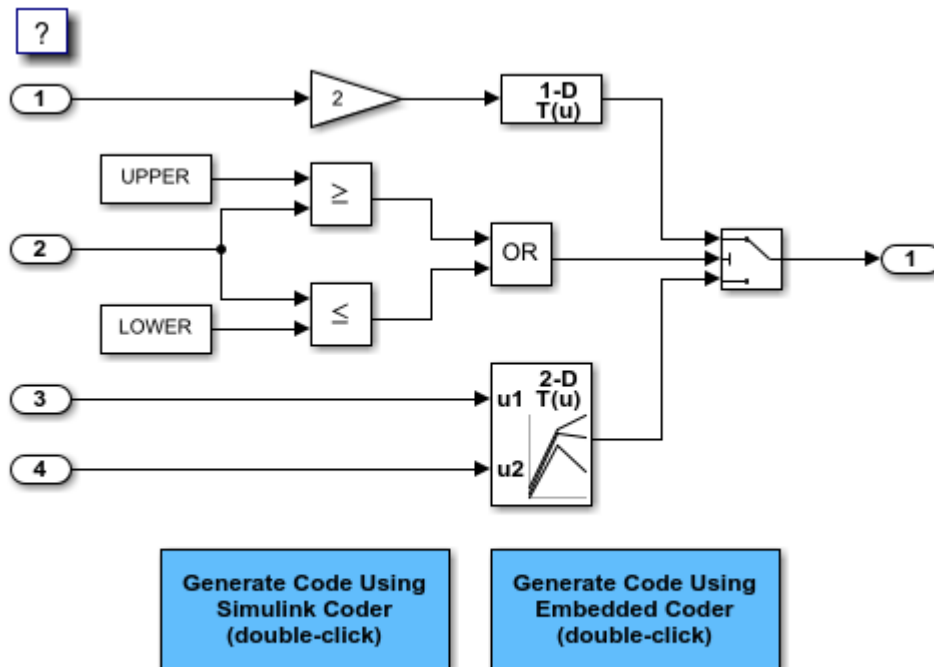 ?
1
2
1-D
T(u)
UPPER
≥
2
OR
1
LOWER
≤
3
u1
2-D
T(u)
4
u2
Generate Code Using
Simulink Coder
(double-click)
Generate Code Using
Embedded Coder
(double-click)